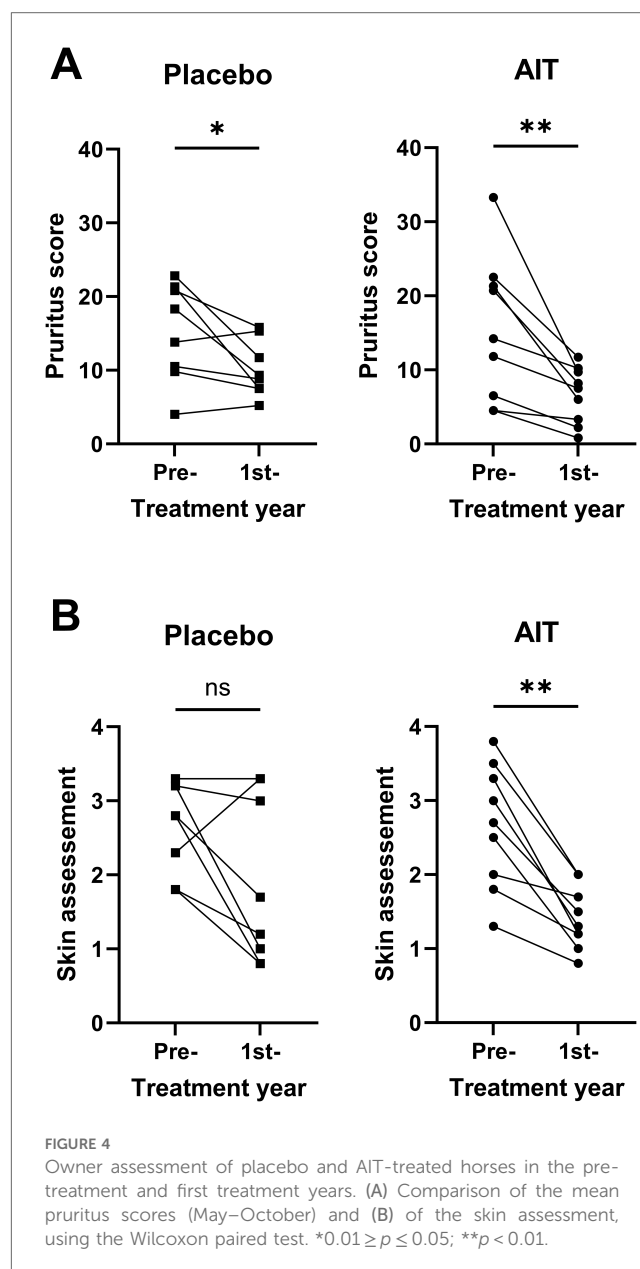 A
Placebo
AIT
*
**
40
30
20
10
0
Pruritus score
Pre-
1st-
Treatment year
40
30
20
10
0
Pruritus score
Pre-
1st-
Treatment year
B
Placebo
AIT
ns
**
4
3
2
1
0
Skin assessement
Pre-
1st-
Treatment year
4
3
2
1
0
Skin assessement
Pre-
1st-
Treatment year
FIGURE 4
Owner assessment of placebo and AIT-treated horses in the pre-
treatment and first treatment years. (A) Comparison of the mean
pruritus scores (May–October) and (B) of the skin assessment,
using the Wilcoxon paired test. *0.01 ≥ p ≤ 0.05; **p < 0.01.